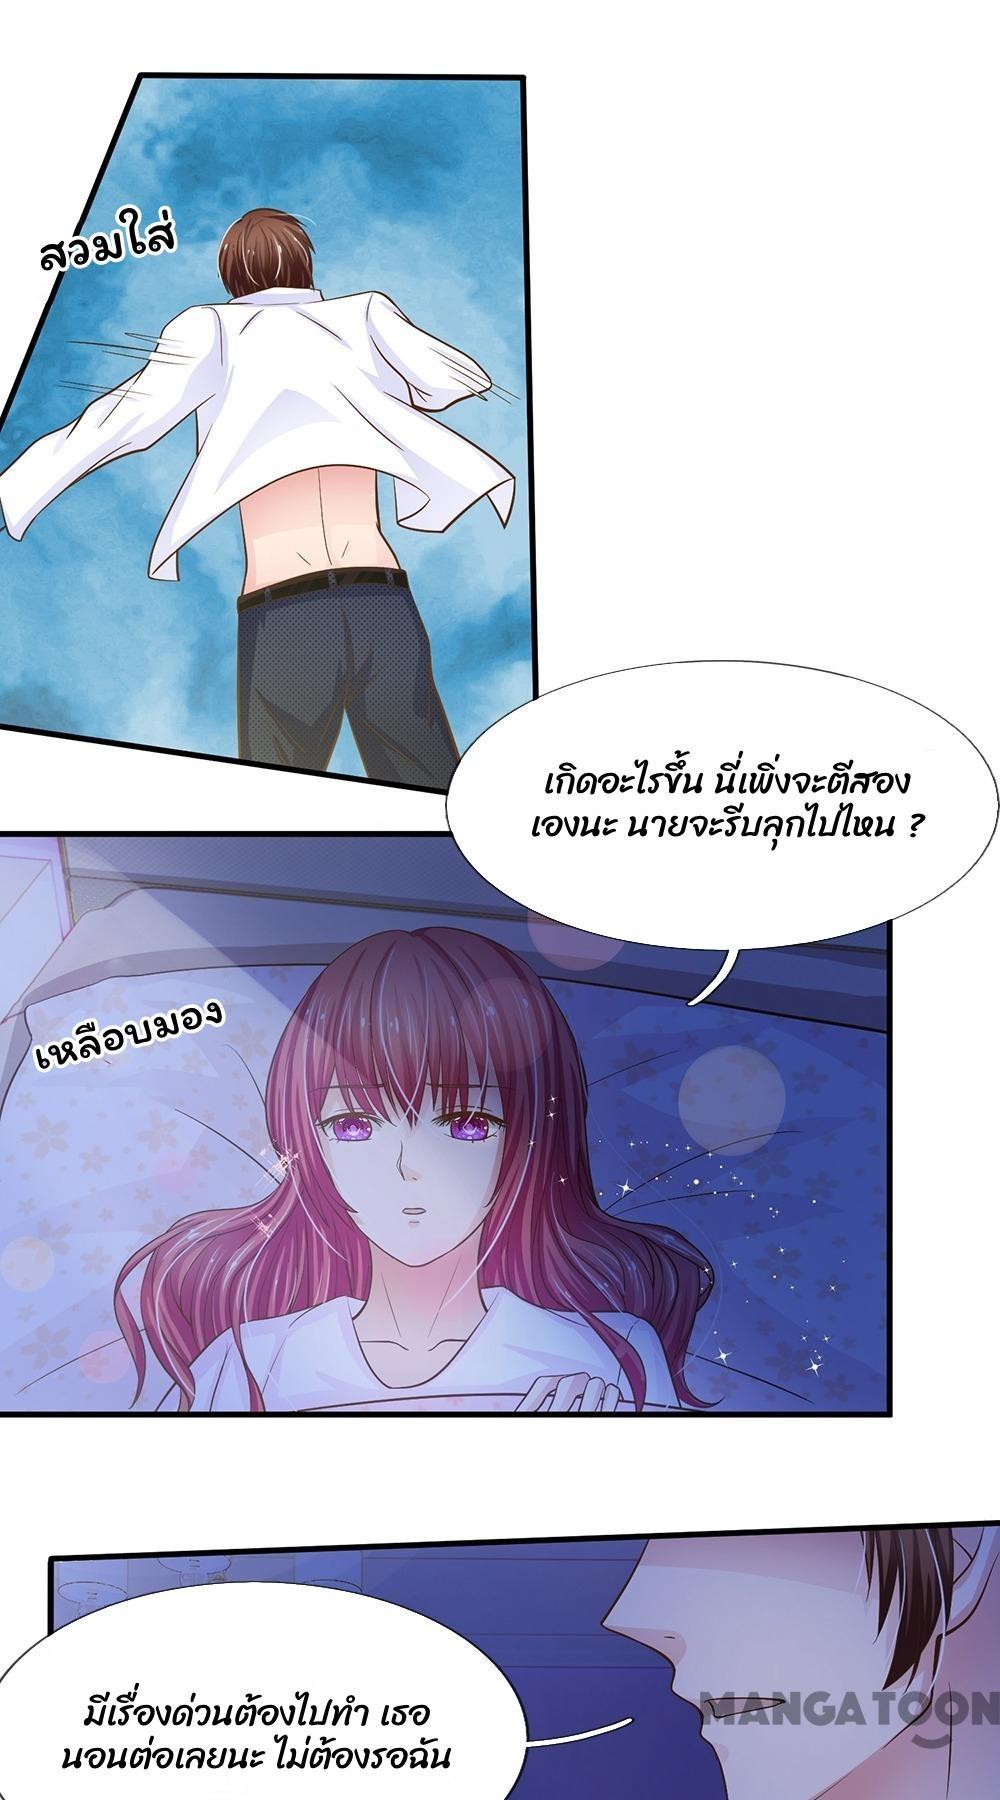 สวมใส่
เกิดอะไรขึ้น นี่เพิ่งจะตีสอง
เองนะ นายจะรีบลุกไปไหน ?
เหลือบมอง
มีเรื่องด่วนต้องไปทำ เธอ
นอนต่อเลยนะ ไม่ต้องรอฉัน
MANGATOON